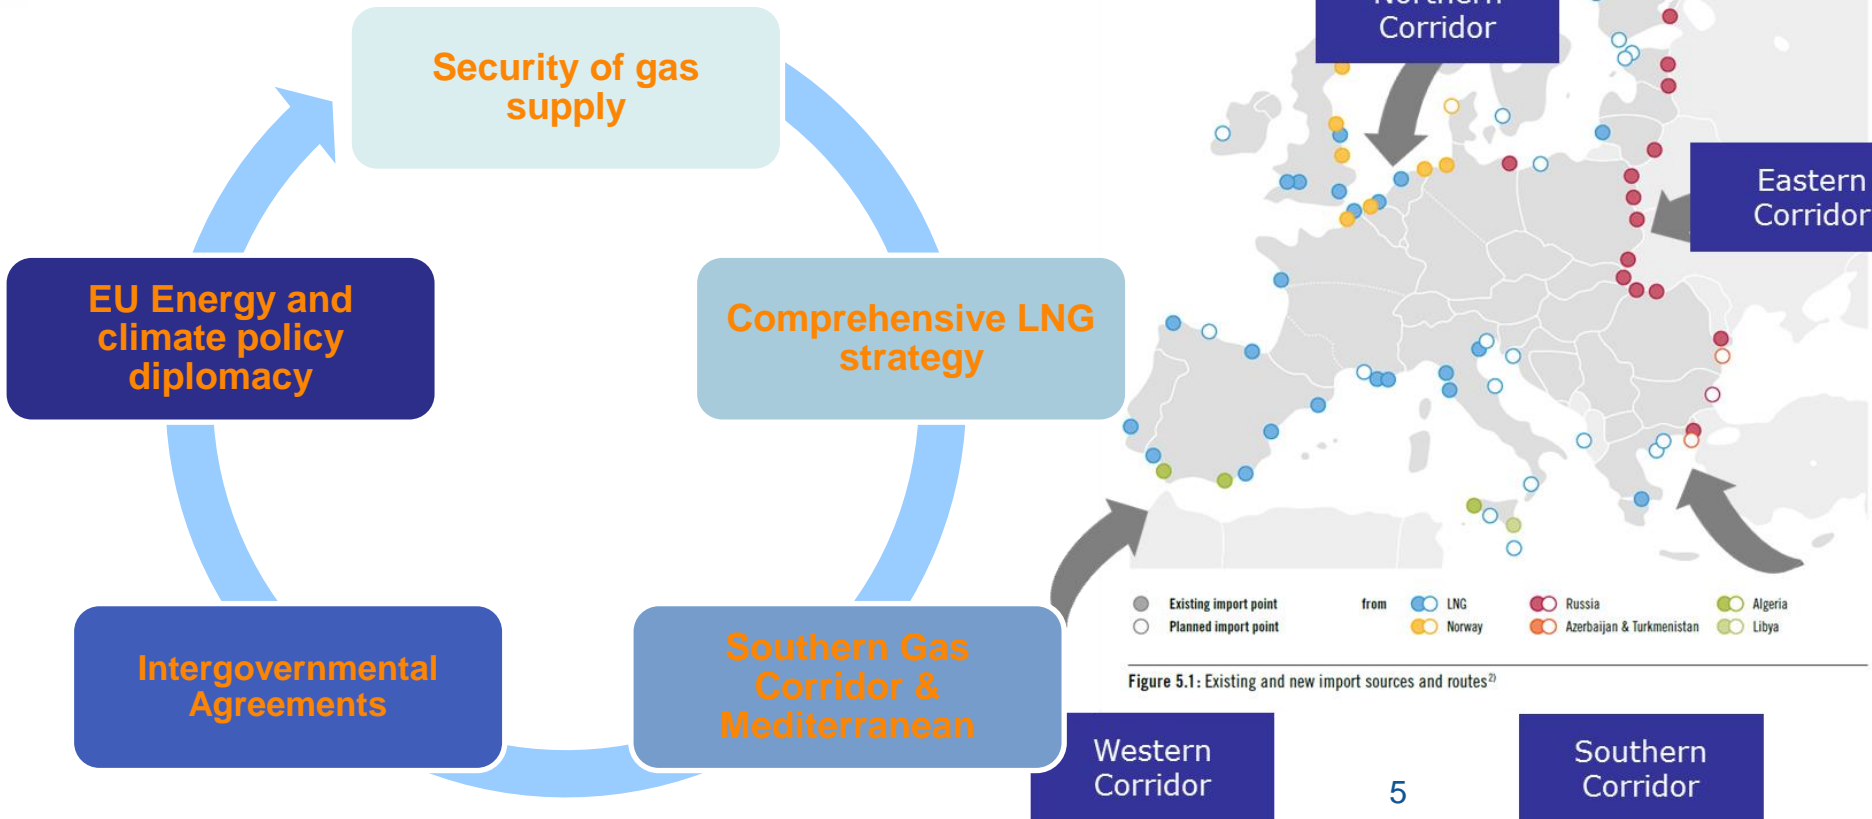 Security of gas
supply
EU Energy and
climate policy
diplomacy
Comprehensive LNG
strategy
Intergovernmental
Agreements
Southern Gas
Corridor &
Mediterranean
Northern
Corridor
Eastern
Corridor
Existing import point
Planned import point
from
LNG
Norway
Russia
Azerbaijan & Turkmenistan
Algeria
Libya
Figure 5.1: Existing and new import sources and routes²⁾
Western
Corridor
5
Southern
Corridor